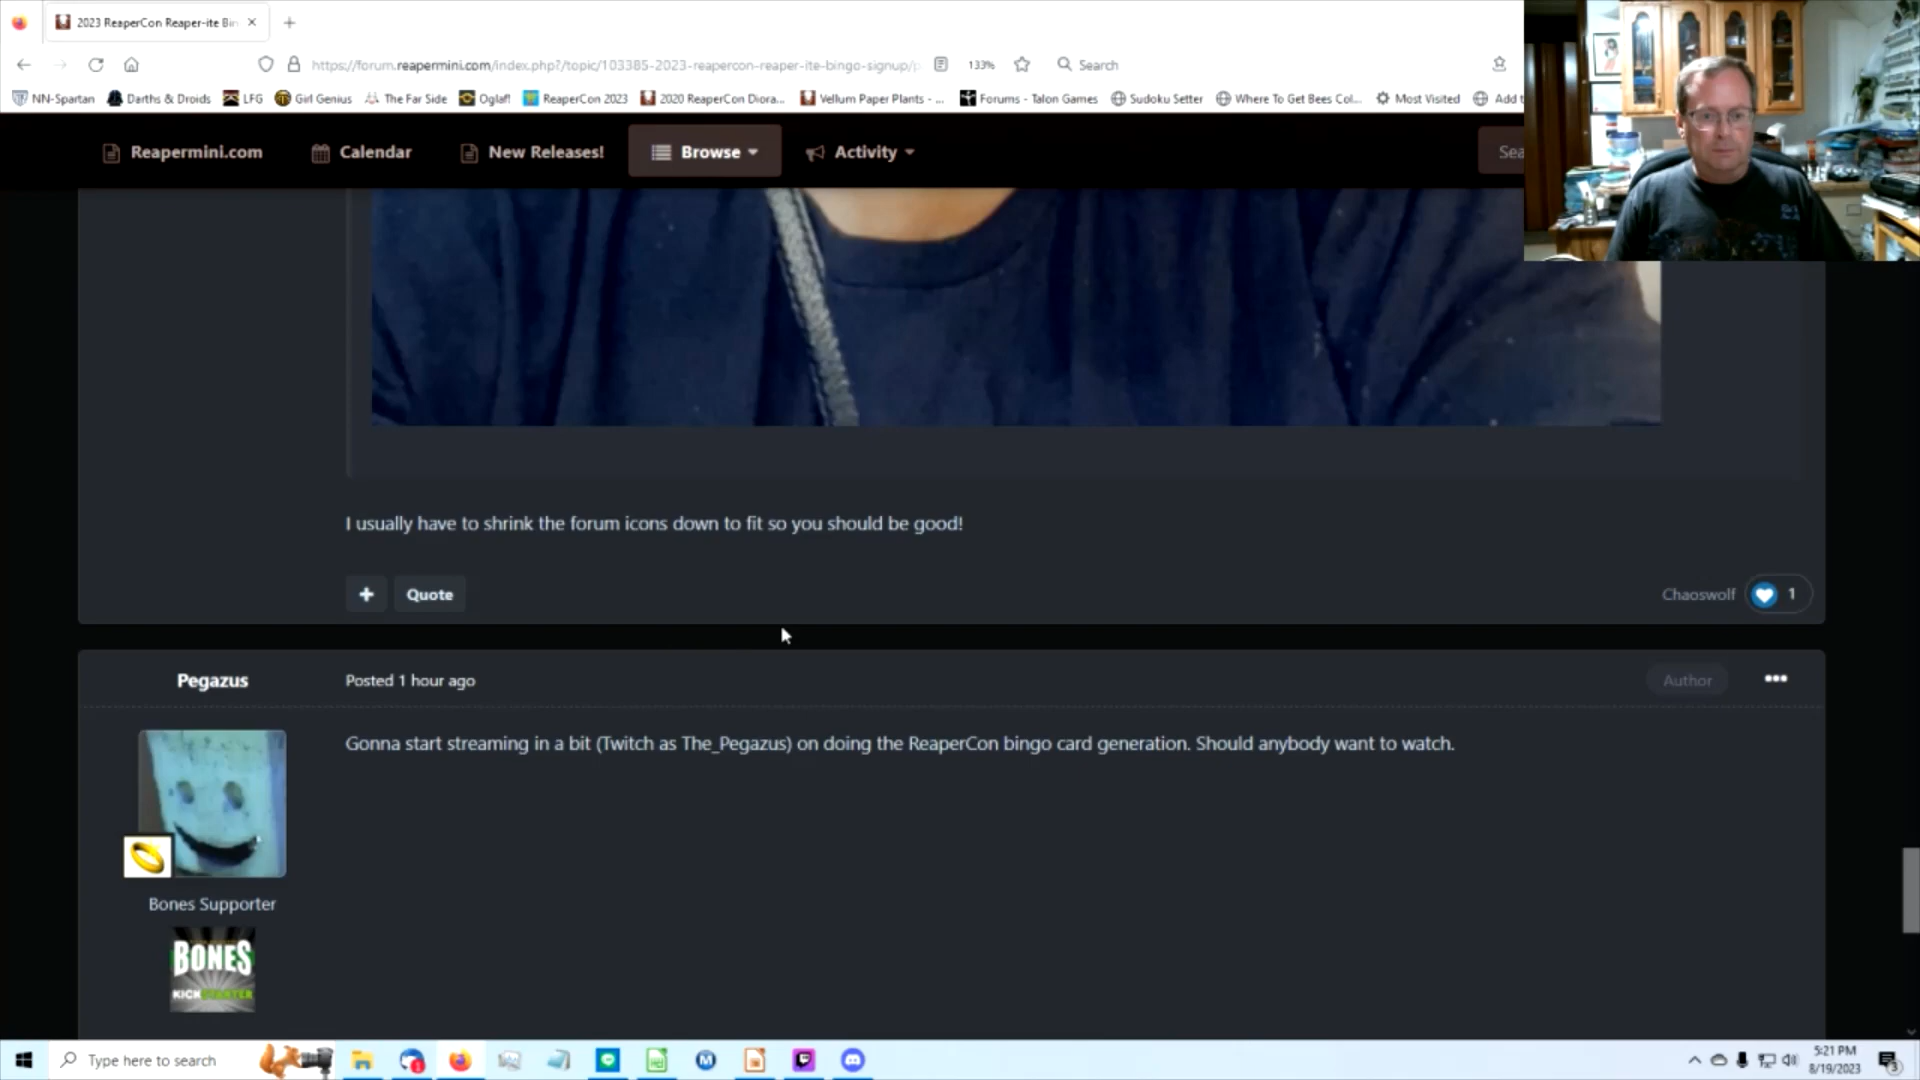 2023 ReaperCon Reaper-ite Bin
https://forum.reapermini.com/index.php?/topic/103385-2023-reapercon-reaper-ite-bingo-signup/p
133%
Search
NN-Spartan
Darths & Droids
LFG
Girl Genius
The Far Side
Oglaf!
ReaperCon 2023
2020 ReaperCon Diora...
Vellum Paper Plants - ...
Forums - Talon Games
Sudoku Setter
Where To Get Bees Col...
Most Visited
Add t
Reapermini.com
Calendar
New Releases!
Browse
Activity
Sea
I usually have to shrink the forum icons down to fit so you should be good!
+ Quote
Chaoswolf 1
Pegazus
Posted 1 hour ago
Author
Gonna start streaming in a bit (Twitch as The_Pegazus) on doing the ReaperCon bingo card generation. Should anybody want to watch.
Bones Supporter
BONES
KICKSTARTER
Type here to search
5:21 PM
8/19/2023
3